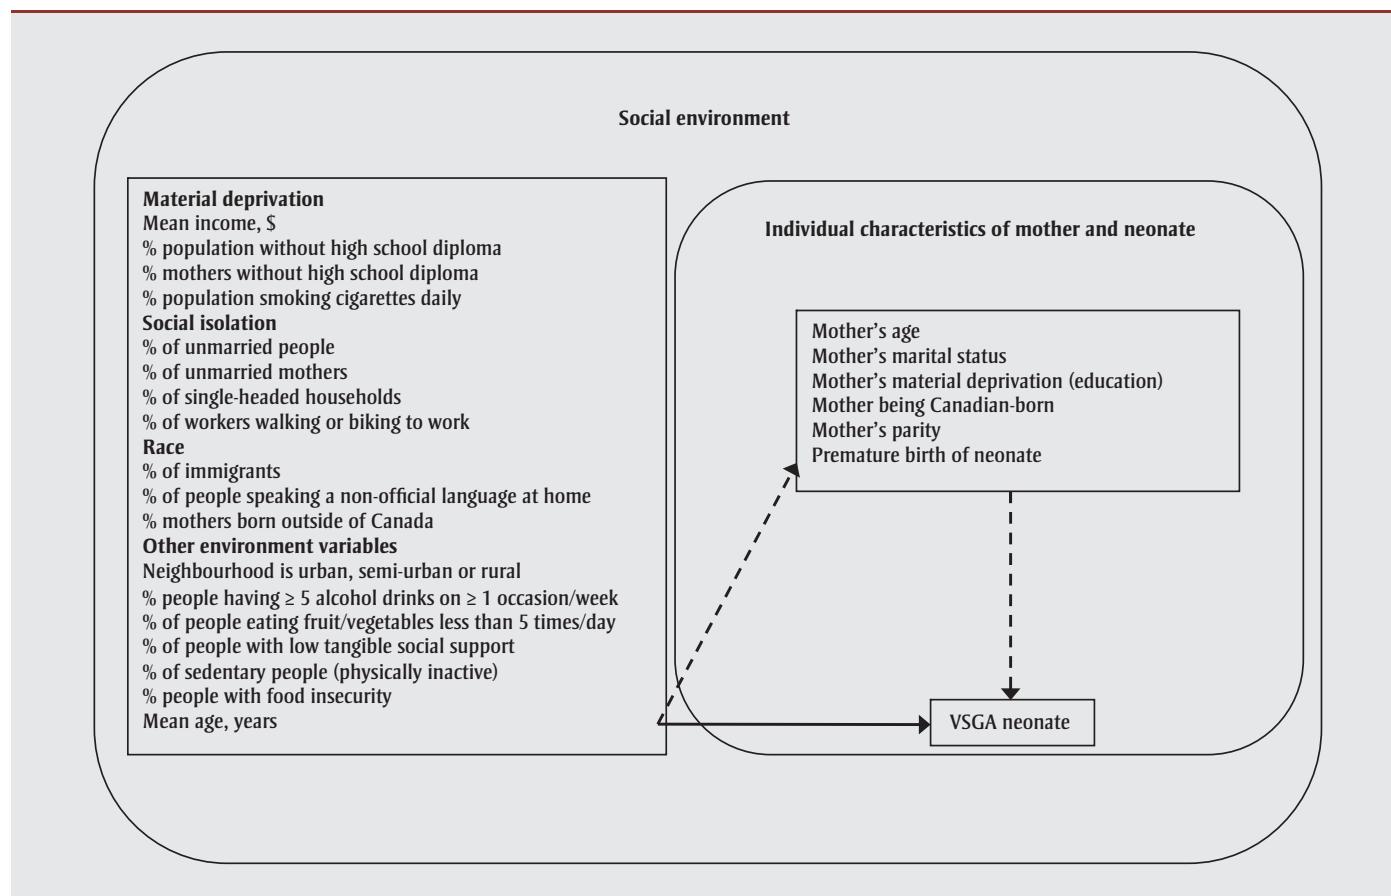 Social environment
Material deprivation
Mean income, $
% population without high school diploma
% mothers without high school diploma
% population smoking cigarettes daily
Social isolation
% of unmarried people
% of unmarried mothers
% of single-headed households
% of workers walking or biking to work
Race
% of immigrants
% of people speaking a non-official language at home
% mothers born outside of Canada
Other environment variables
Neighbourhood is urban, semi-urban or rural
% people having ≥ 5 alcohol drinks on ≥ 1 occasion/week
% of people eating fruit/vegetables less than 5 times/day
% of people with low tangible social support
% of sedentary people (physically inactive)
% people with food insecurity
Mean age, years
Individual characteristics of mother and neonate
Mother’s age
Mother’s marital status
Mother’s material deprivation (education)
Mother being Canadian-born
Mother’s parity
Premature birth of neonate
VSGA neonate